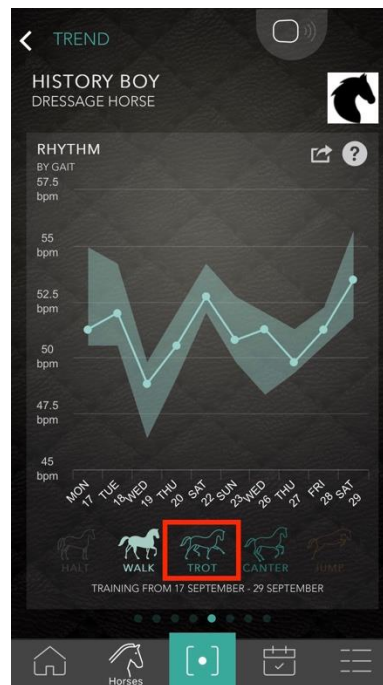 TREND
HISTORY BOY
DRESSAGE HORSE
RHYTHM
BY GAIT
57.5
bpm
55
bpm
52.5
bpm
50
bpm
47.5
bpm
45
bpm
MON 17
TUE 18
WED 19
THU 20
SAT 22
SUN 23
WED 26
THU 27
FRI 28
SAT 29
HALT WALK TROT CANTER JUMP
TRAINING FROM 17 SEPTEMBER - 29 SEPTEMBER
Horses